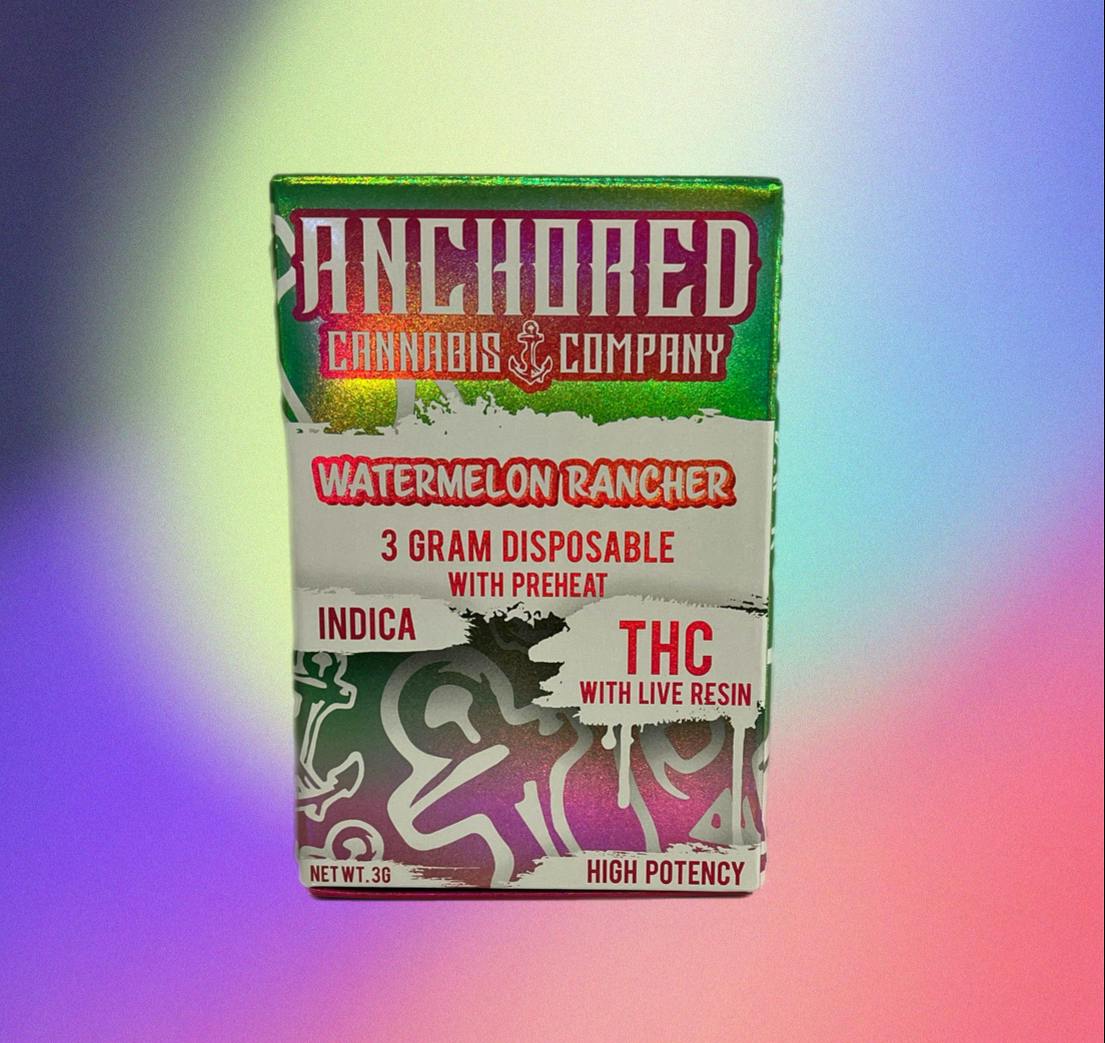 ANCHORED
CANNABIS COMPANY
WATERMELON RANCHER
3 GRAM DISPOSABLE
WITH PREHEAT
INDICA
THC
WITH LIVE RESIN
NET WT. 3G
HIGH POTENCY